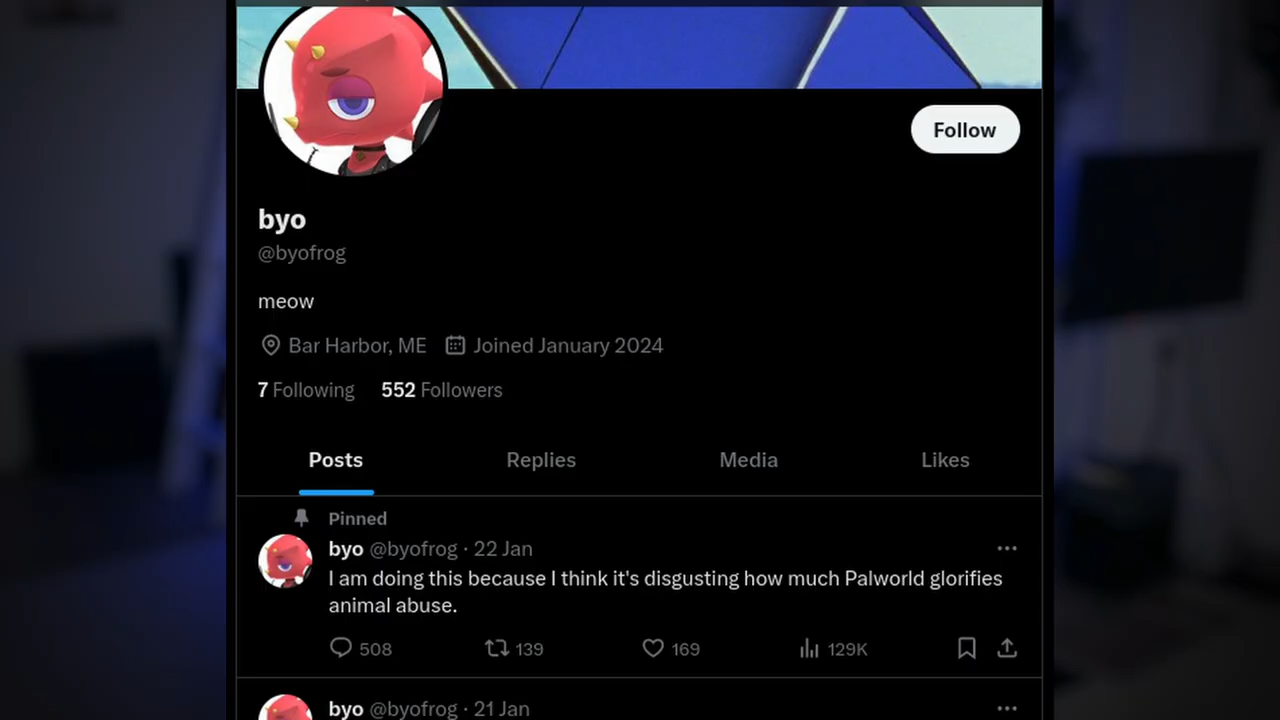 Follow
byo
@byofrog
meow
Bar Harbor, ME Joined January 2024
7 Following 552 Followers
Posts Replies Media Likes
Pinned
byo @byofrog · 22 Jan
I am doing this because I think it's disgusting how much Palworld glorifies
animal abuse.
508 139 169 129K
byo @byofrog · 21 Jan